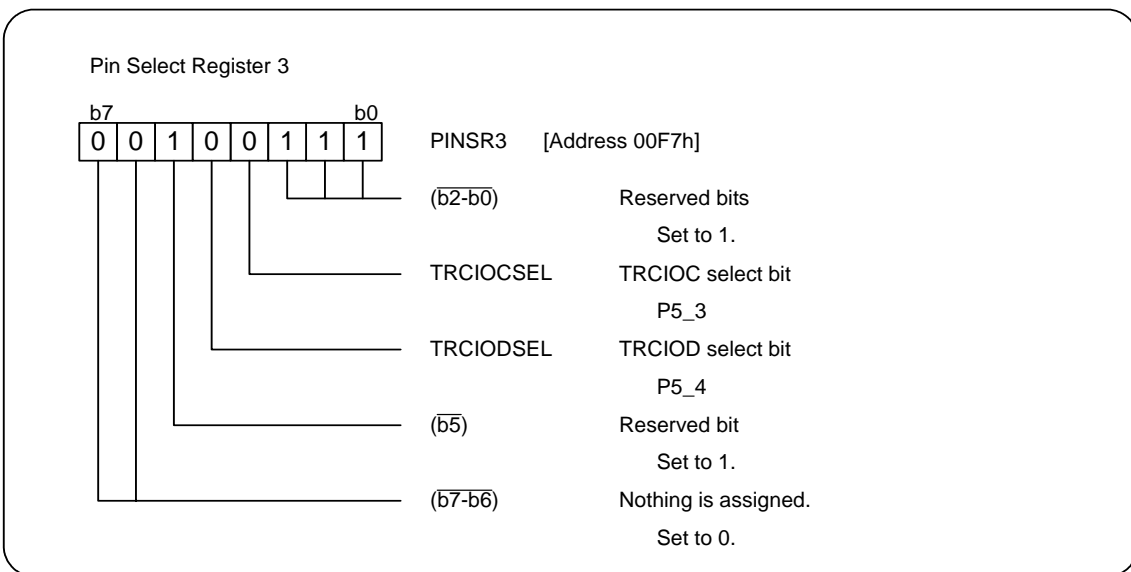 Pin Select Register 3
b7 b0
0 0 1 0 0 1 1 1 PINSR3 [Address 00F7h]
(b2-b0) Reserved bits
Set to 1.
TRCIOCSEL TRCIOC select bit
P5_3
TRCIODSEL TRCIOD select bit
P5_4
(b5) Reserved bit
Set to 1.
(b7-b6) Nothing is assigned.
Set to 0.